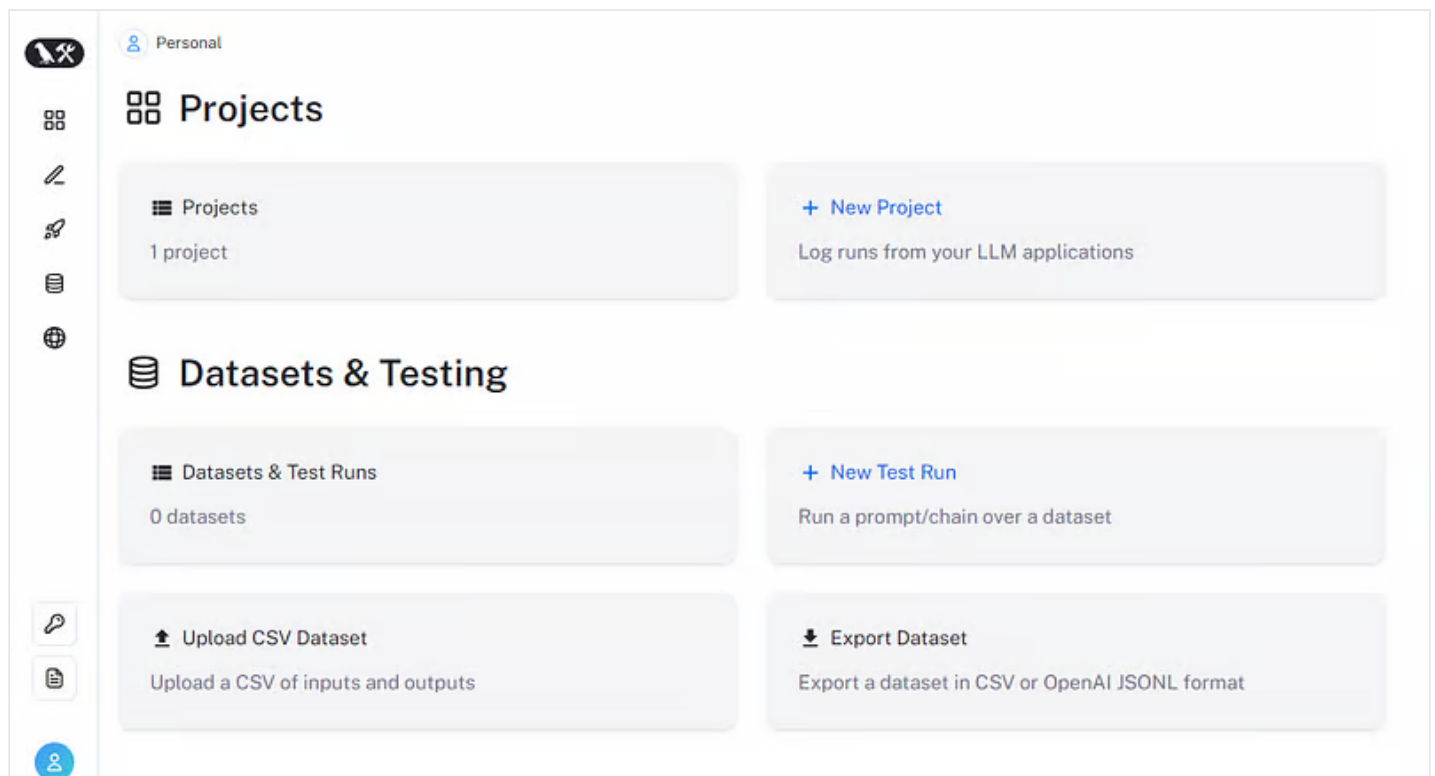 Personal
Projects
Projects
1 project
+ New Project
Log runs from your LLM applications
Datasets & Testing
Datasets & Test Runs
0 datasets
+ New Test Run
Run a prompt/chain over a dataset
Upload CSV Dataset
Upload a CSV of inputs and outputs
Export Dataset
Export a dataset in CSV or OpenAI JSONL format